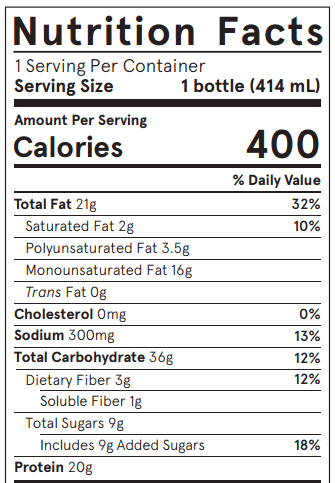 Nutrition Facts
1 Serving Per Container
Serving Size 1 bottle (414 mL)
Amount Per Serving
Calories 400
% Daily Value
Total Fat 21g 32%
Saturated Fat 2g 10%
Polyunsaturated Fat 3.5g
Monounsaturated Fat 16g
Trans Fat 0g
Cholesterol 0mg 0%
Sodium 300mg 13%
Total Carbohydrate 36g 12%
Dietary Fiber 3g 12%
Soluble Fiber 1g
Total Sugars 9g
Includes 9g Added Sugars 18%
Protein 20g